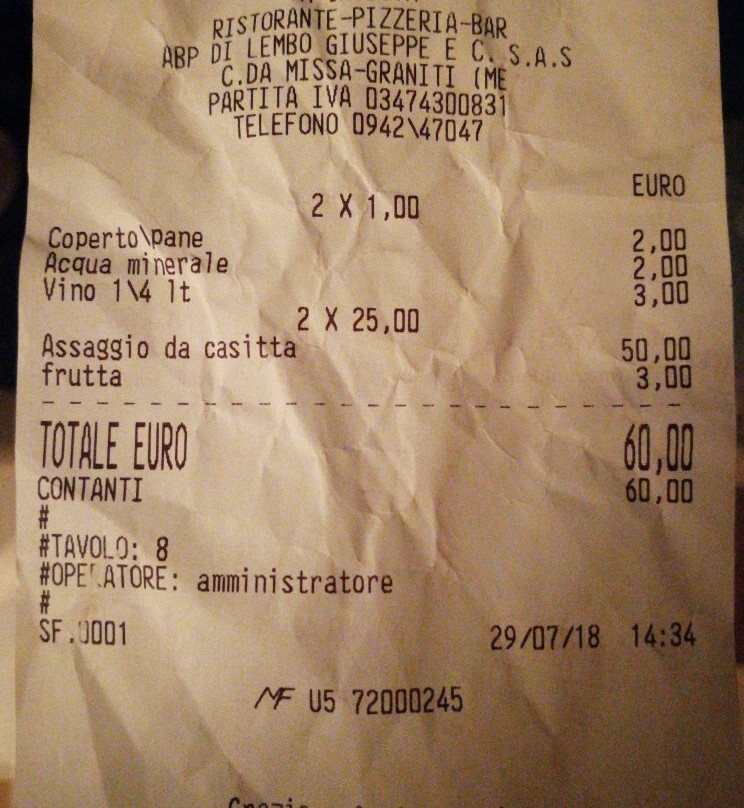 RISTORANTE-PIZZERIA-BAR
ABP DI LEMBO GIUSEPPE E C. S.A.S
C.DA MISSA-GRANITI (ME
PARTITA IVA 03474300831
TELEFONO 0942\47047
EURO
2 X 1,00
Coperto\pane 2,00
Acqua minerale 2,00
Vino 1\4 lt 3,00
2 X 25,00
Assaggio da casitta 50,00
frutta 3,00
TOTALE EURO 60,00
CONTANTI 60,00
#
#TAVOLO: 8
#OPERATORE: amministratore
#
SF.0001 29/07/18 14:34
MF U5 72000245